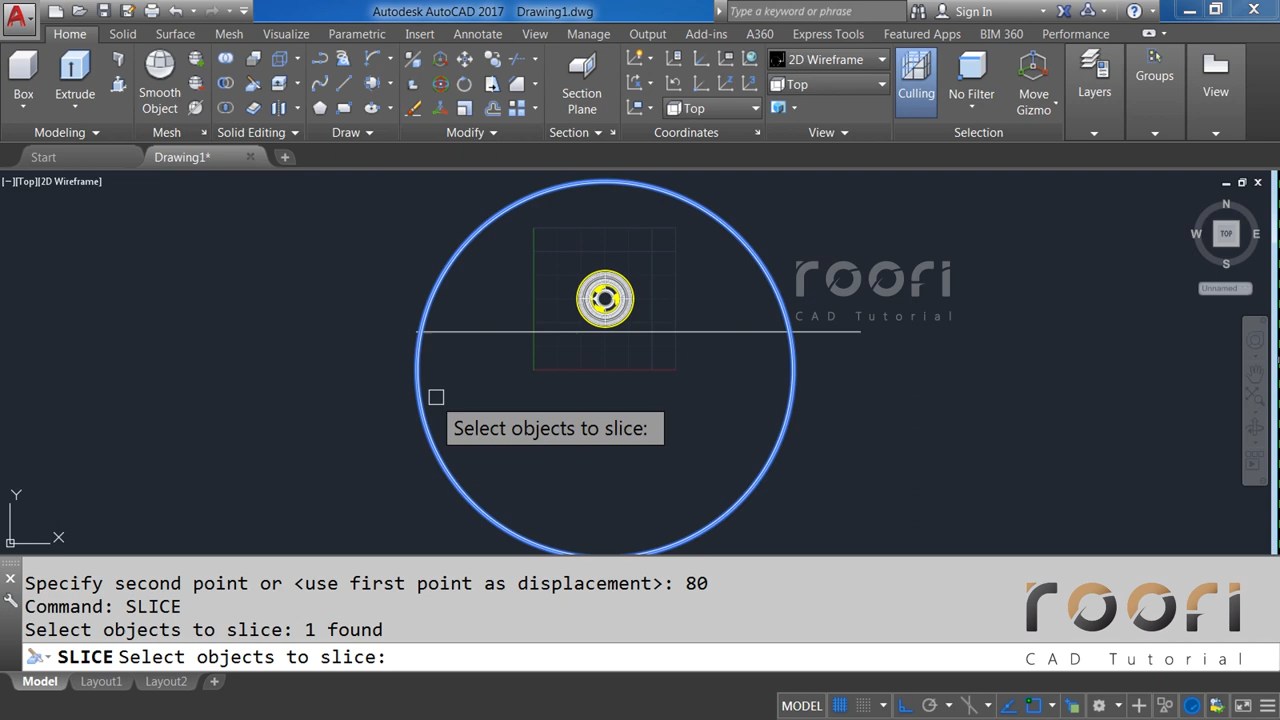 Autodesk AutoCAD 2017 Drawing1.dwg
Type a keyword or phrase
Sign In
Home Solid Surface Mesh Visualize Parametric Insert Annotate View Manage Output Add-ins A360 Express Tools Featured Apps BIM 360 Performance
Box
Extrude
Smooth
Object
Section
Plane
2D Wireframe
Top
Top
Culling
No Filter
Move
Gizmo
Layers
Groups
View
Modeling
Mesh
Solid Editing
Draw
Modify
Section
Coordinates
View
Selection
Start
Drawing1*
[−][Top][2D Wireframe]
N
W TOP E
S
Unnamed
roori
CAD Tutorial
Select objects to slice:
Y
X
Specify second point or <use first point as displacement>: 80
Command: SLICE
Select objects to slice: 1 found
SLICE Select objects to slice:
roori
CAD Tutorial
Model Layout1 Layout2
MODEL